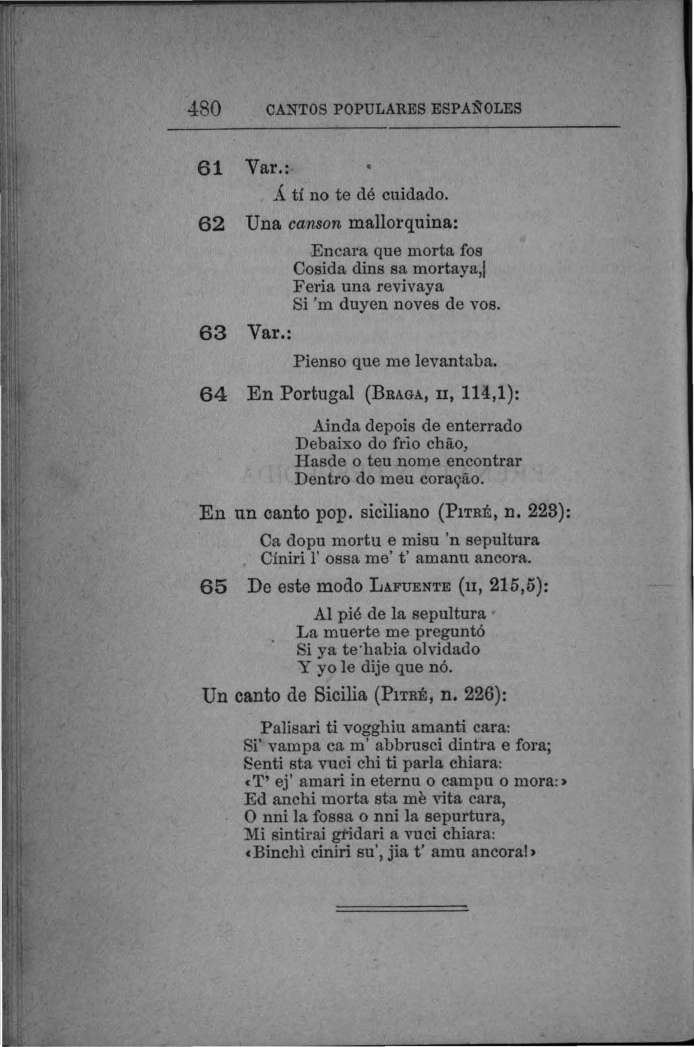 480 CANTOS POPULARES ESPAÑOLES
61 Var.:
Á tí no te dé cuidado.
62 Una canson mallorquina:
Encara que morta fos
Cosida dins sa mortaya,
Feria una revivaya
Si 'm duyen noves de vos.
63 Var.:
Pienso que me levantaba.
64 En Portugal (BRAGA, II, 114,1):
Ainda depois de enterrado
Debaixo do frio chão,
Hasde o teu nome encontrar
Dentro do meu coração.
En un canto pop. siciliano (PITRÉ, n. 223):
Ca dopu mortu e misu 'n sepultura
Cíniri l' ossa me' t' amanu ancora.
65 De este modo LAFUENTE (II, 215,5):
Al pié de la sepultura
La muerte me preguntó
Si ya te habia olvidado
Y yo le dije que nó.
Un canto de Sicilia (PITRÉ, n. 226):
Palisari ti vogghiu amanti cara:
Si' vampa ca m' abbrusci dintra e fora;
Senti sta vuci chi ti parla chiara:
«T' ej' amari in eternu o campu o mora:»
Ed anchi morta sta mè vita cara,
O nni la fossa o nni la sepurtura,
Mi sintirai gridari a vuci chiara:
«Binchì ciniri su', jia t' amu ancora!»